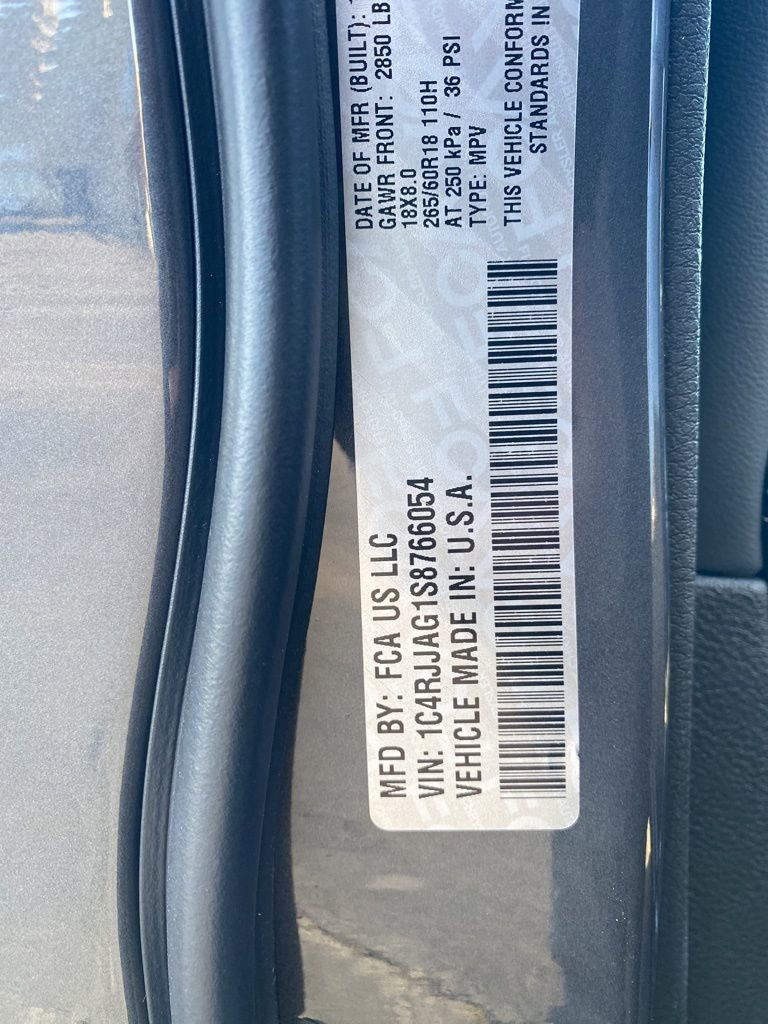 MFD BY: FCA US LLC
VIN: 1C4RJJAG1S8766054
VEHICLE MADE IN: U.S.A.
DATE OF MFR (BUILT):
GAWR FRONT: 2850 LB
18X8.0
265/60R18 110H
AT 250 kPa / 36 PSI
TYPE: MPV
THIS VEHICLE CONFORM
STANDARDS IN